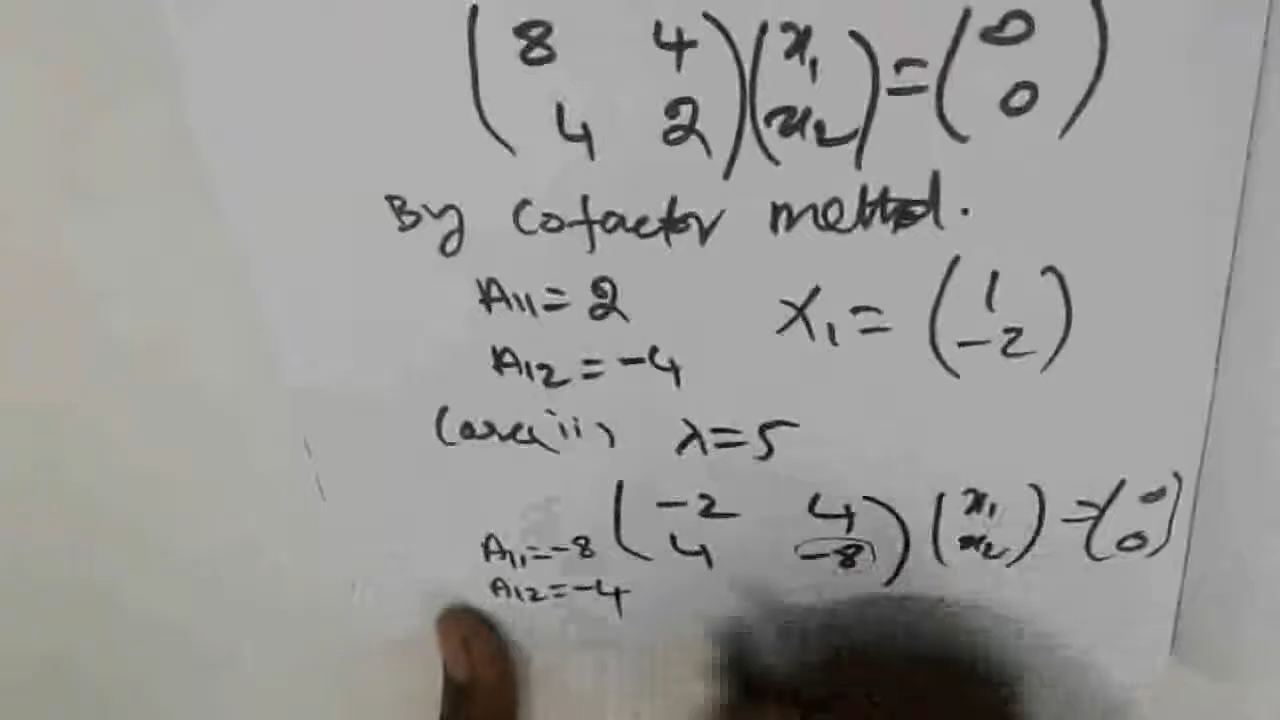 ( 8 4 ) ( x₁ ) = ( 0 )
( 4 2 ) ( x₂ ) ( 0 )
By cofactor method.
A₁₁ = 2
X₁ = ( 1 )
( -2 )
A₁₂ = -4
ii) λ = 5
( -2 4 ) ( x₁ ) = ( 0 )
A₁₁ = -8 ( 4 -8 ) ( x₂ ) ( 0 )
A₁₂ = -4